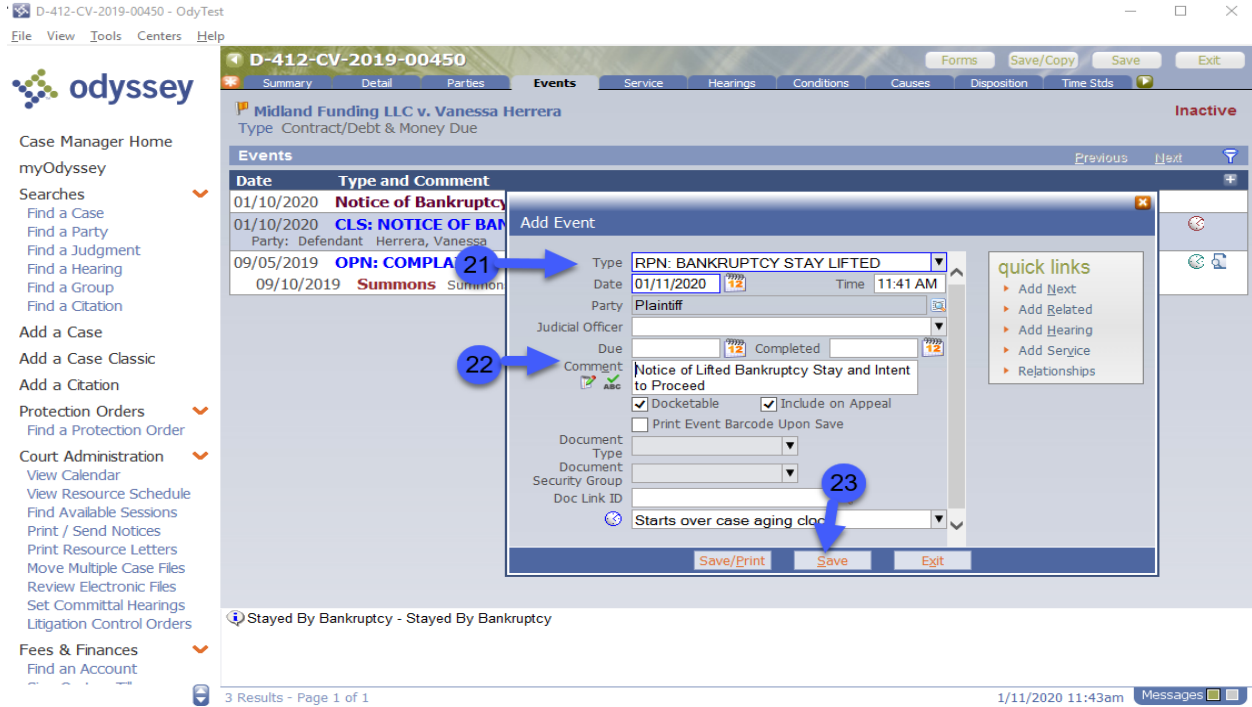 D-412-CV-2019-00450 - OdyTest
File View Tools Centers Help
odyssey
Case Manager Home
myOdyssey
Searches
Find a Case
Find a Party
Find a Judgment
Find a Hearing
Find a Group
Find a Citation
Add a Case
Add a Case Classic
Add a Citation
Protection Orders
Find a Protection Order
Court Administration
View Calendar
View Resource Schedule
Find Available Sessions
Print / Send Notices
Print Resource Letters
Move Multiple Case Files
Review Electronic Files
Set Committal Hearings
Litigation Control Orders
Fees & Finances
Find an Account
D-412-CV-2019-00450
Forms Save/Copy Save Exit
Summary Detail Parties Events Service Hearings Conditions Causes Disposition Time Stds
Midland Funding LLC v. Vanessa Herrera Inactive
Type Contract/Debt & Money Due
Events Previous Next
Date Type and Comment
01/10/2020 Notice of Bankruptcy
01/10/2020 CLS: NOTICE OF BAN
Party: Defendant Herrera, Vanessa
09/05/2019 OPN: COMPLA
09/10/2019 Summons Summon
Add Event
21 Type RPN: BANKRUPTCY STAY LIFTED
Date 01/11/2020 12 Time 11:41 AM
Party Plaintiff
Judicial Officer
Due 12 Completed 12
22 Comment Notice of Lifted Bankruptcy Stay and Intent
ABC to Proceed
Docketable Include on Appeal
Print Event Barcode Upon Save
Document
Type
Document
Security Group
23
Doc Link ID
Starts over case aging cloc
Save/Print Save Exit
quick links
Add Next
Add Related
Add Hearing
Add Service
Relationships
Stayed By Bankruptcy - Stayed By Bankruptcy
3 Results - Page 1 of 1 1/11/2020 11:43am Messages